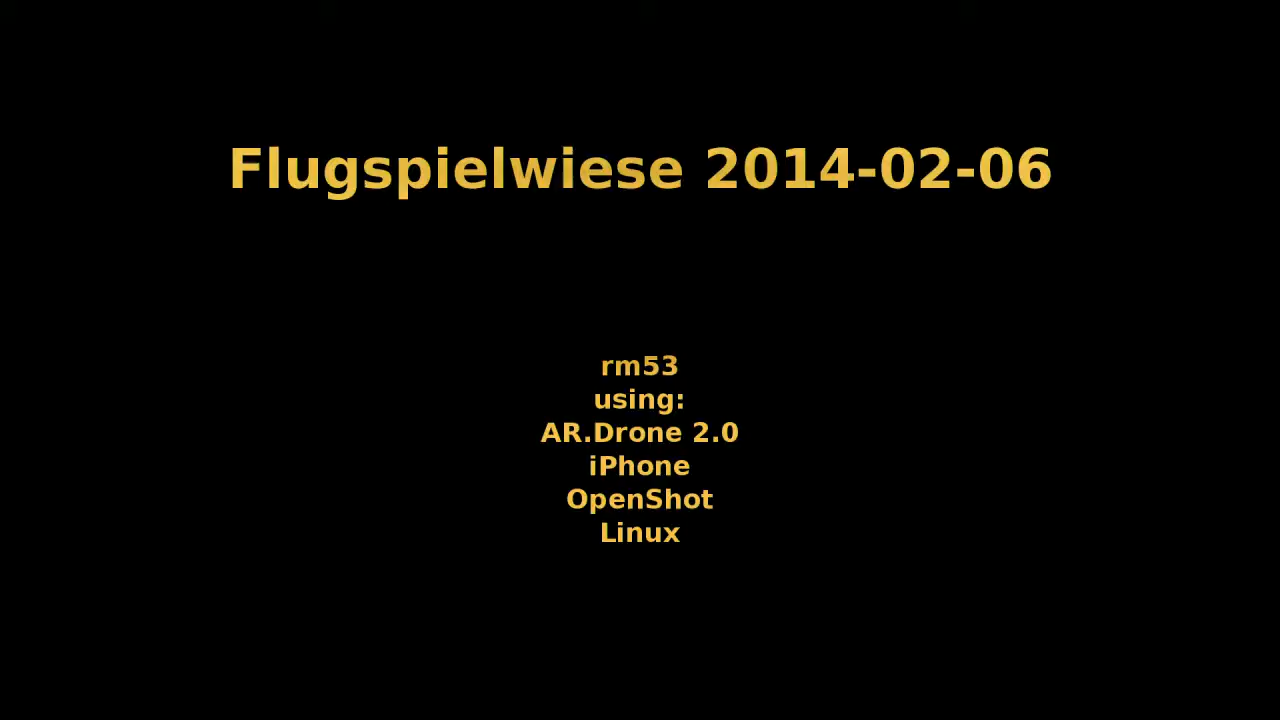 Flugspielwiese 2014-02-06
rm53
using:
AR.Drone 2.0
iPhone
OpenShot
Linux